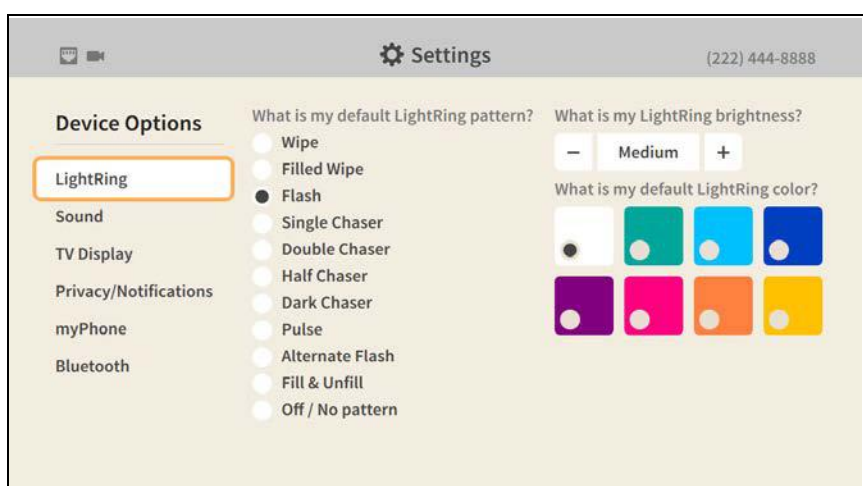 Settings
(222) 444-8888
Device Options
LightRing
Sound
TV Display
Privacy/Notifications
myPhone
Bluetooth
What is my default LightRing pattern?
Wipe
Filled Wipe
Flash
Single Chaser
Double Chaser
Half Chaser
Dark Chaser
Pulse
Alternate Flash
Fill & Unfill
Off / No pattern
What is my LightRing brightness?
− Medium +
What is my default LightRing color?